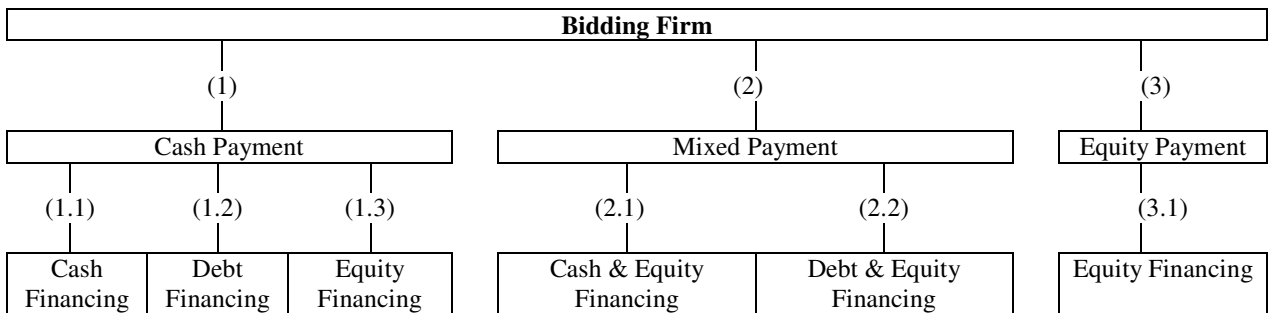 Bidding Firm
(1) (2) (3)
Cash Payment Mixed Payment Equity Payment
(1.1) (1.2) (1.3) (2.1) (2.2) (3.1)
Cash Debt Equity Cash & Equity Debt & Equity Equity Financing
Financing Financing Financing Financing Financing